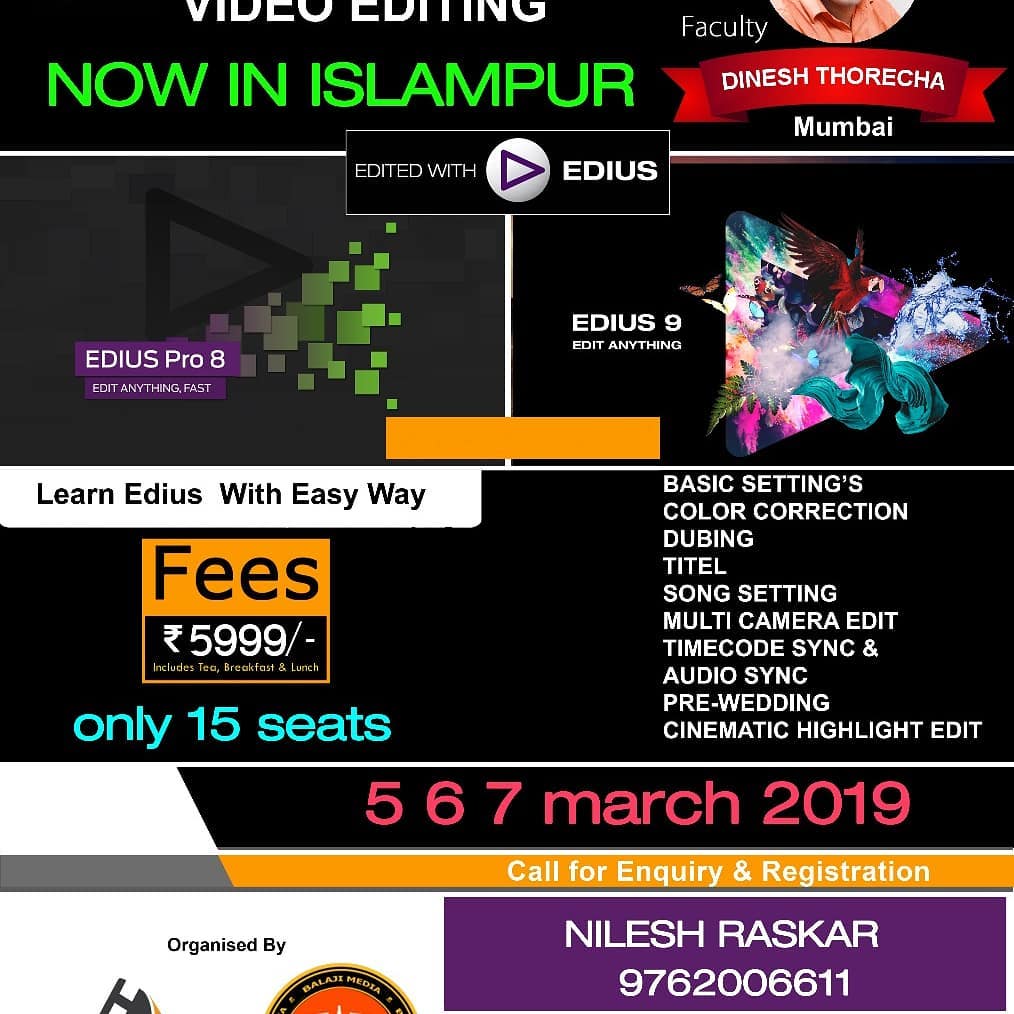 VIDEO EDITING
NOW IN ISLAMPUR
Faculty
DINESH THORECHA
Mumbai
EDITED WITH EDIUS
EDIUS Pro 8
EDIT ANYTHING, FAST
EDIUS 9
EDIT ANYTHING
Learn Edius With Easy Way
Fees
₹ 5999/-
Includes Tea, Breakfast & Lunch
only 15 seats
BASIC SETTING'S
COLOR CORRECTION
DUBING
TITEL
SONG SETTING
MULTI CAMERA EDIT
TIMECODE SYNC &
AUDIO SYNC
PRE-WEDDING
CINEMATIC HIGHLIGHT EDIT
5 6 7 march 2019
Call for Enquiry & Registration
Organised By
BALAJI MEDIA
NILESH RASKAR
9762006611